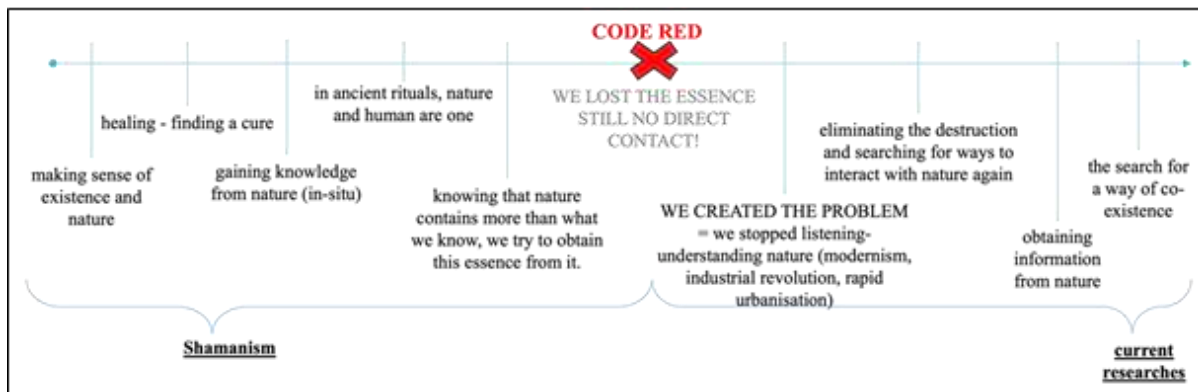 CODE RED
WE LOST THE ESSENCE
STILL NO DIRECT
CONTACT!
making sense of
existence and
nature
healing - finding a cure
gaining knowledge
from nature (in-situ)
in ancient rituals, nature
and human are one
knowing that nature
contains more than what
we know, we try to obtain
this essence from it.
WE CREATED THE PROBLEM
= we stopped listening-
understanding nature (modernism,
industrial revolution, rapid
urbanisation)
eliminating the destruction
and searching for ways to
interact with nature again
obtaining
information
from nature
the search for
a way of co-
existence
Shamanism
current
researches